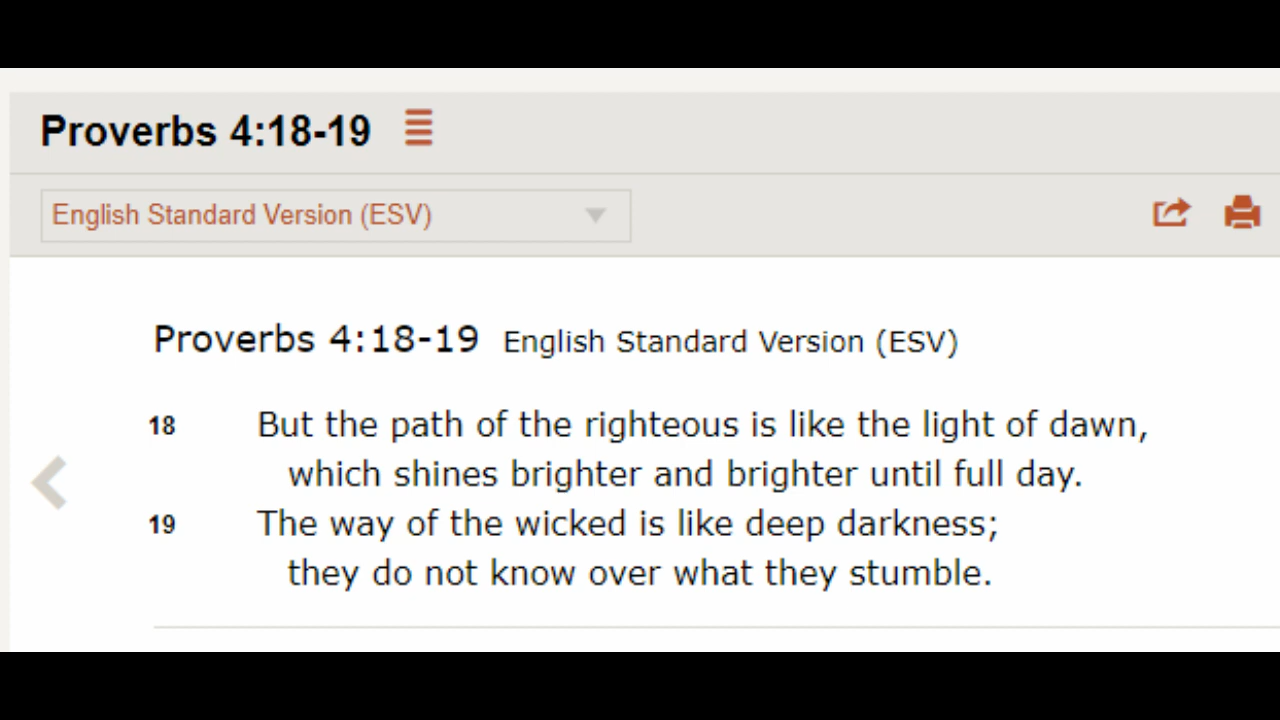 Proverbs 4:18-19
English Standard Version (ESV)
Proverbs 4:18-19 English Standard Version (ESV)
18 But the path of the righteous is like the light of dawn,
which shines brighter and brighter until full day.
19 The way of the wicked is like deep darkness;
they do not know over what they stumble.